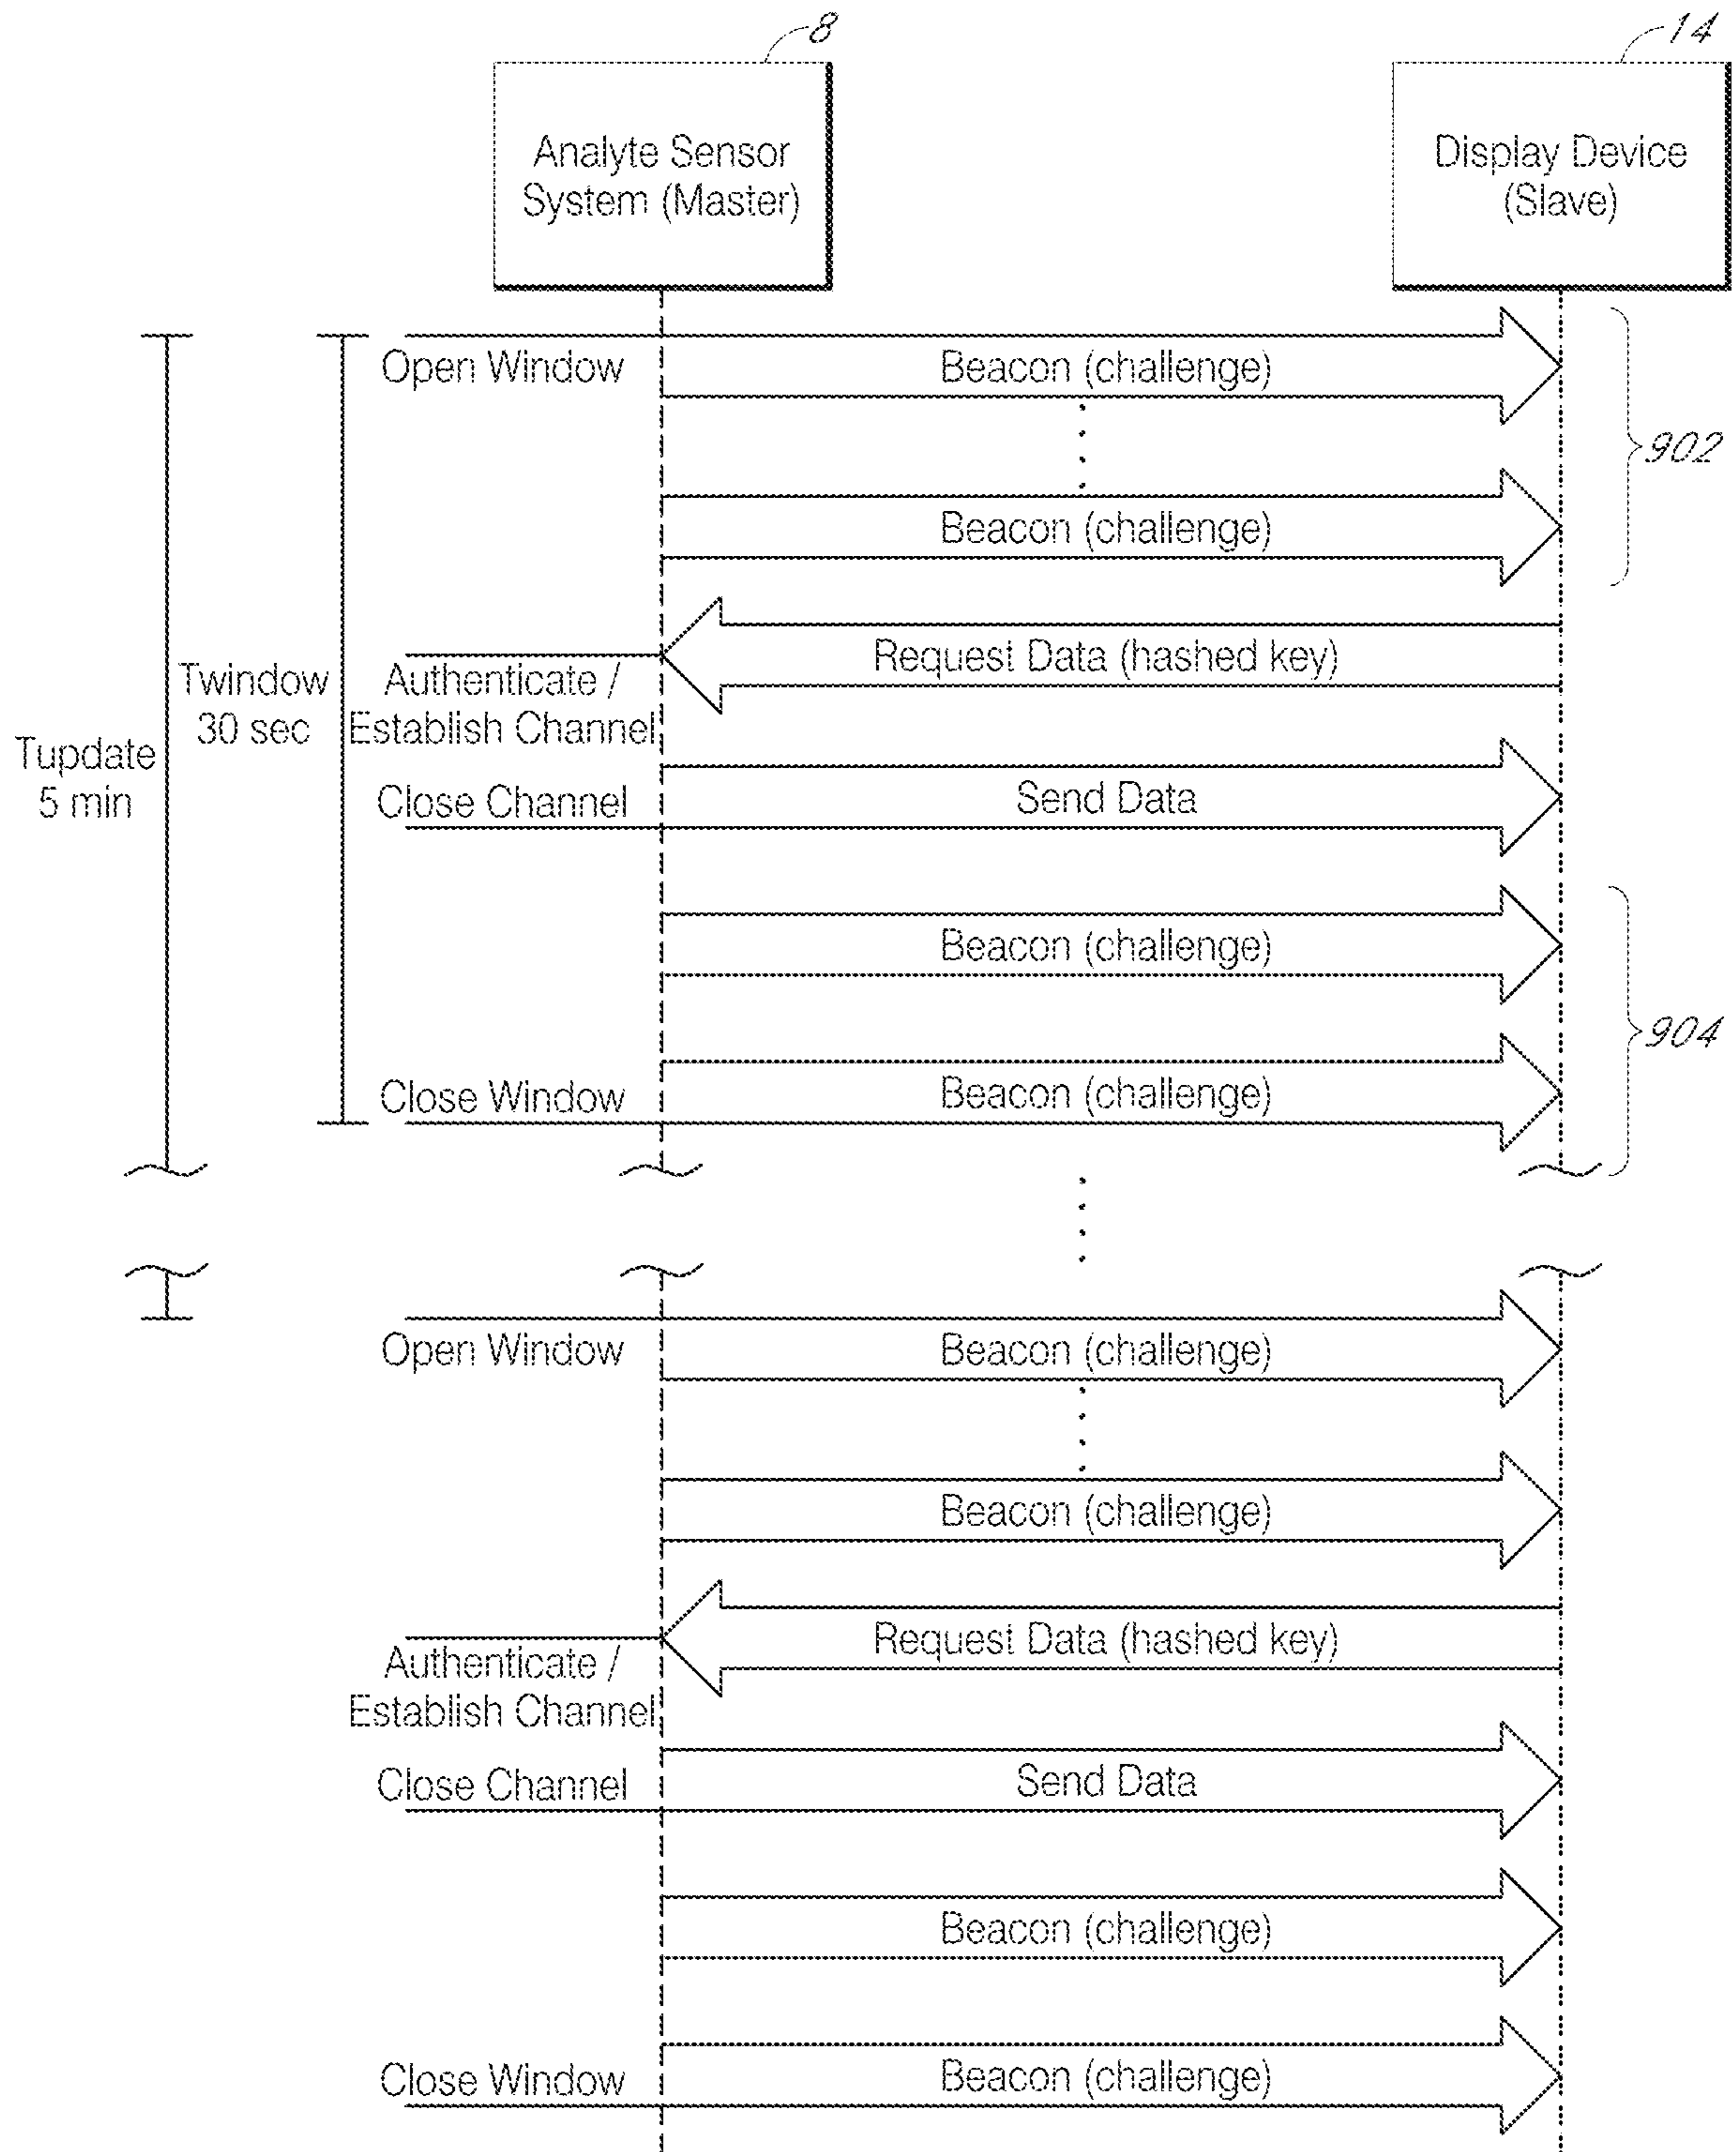 8
14
Analyte Sensor
System (Master)
Display Device
(Slave)
Open Window
Beacon (challenge)
902
Beacon (challenge)
Request Data (hashed key)
Twindow
30 sec
Authenticate /
Establish Channel
Tupdate
5 min
Close Channel
Send Data
Beacon (challenge)
904
Close Window
Beacon (challenge)
Open Window
Beacon (challenge)
Beacon (challenge)
Request Data (hashed key)
Authenticate /
Establish Channel
Close Channel
Send Data
Beacon (challenge)
Close Window
Beacon (challenge)